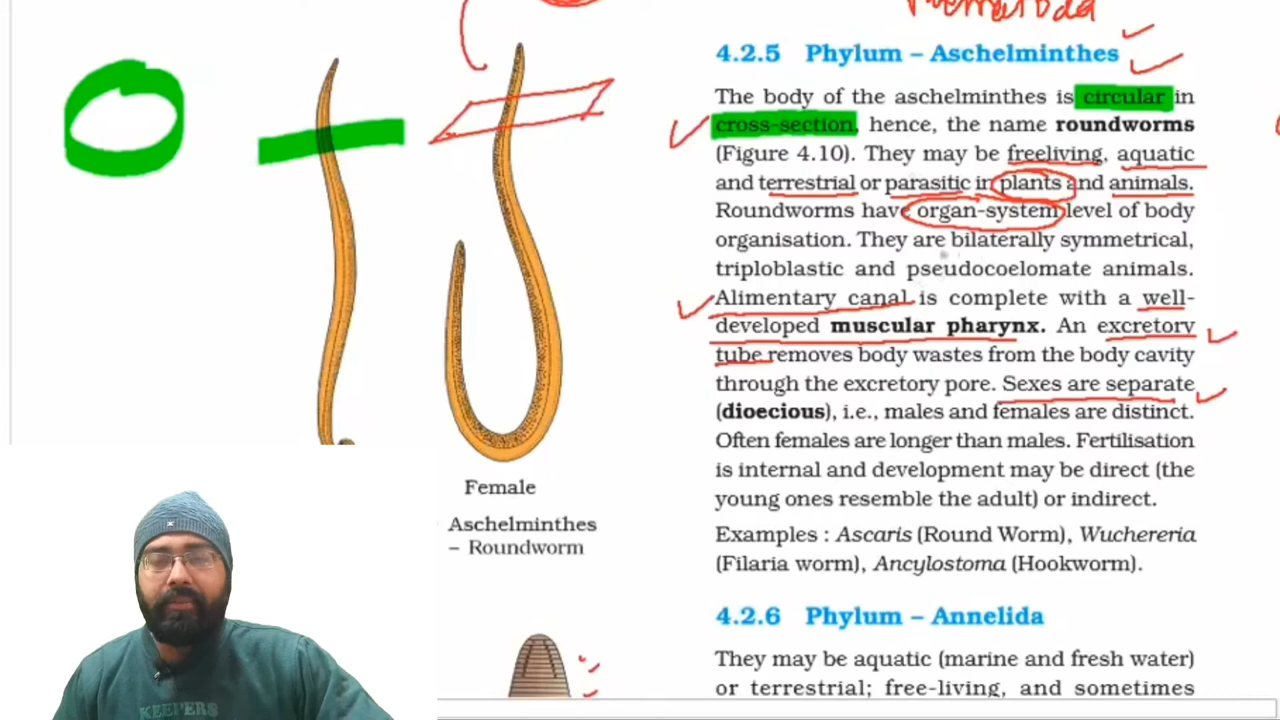 Nematoda
4.2.5 Phylum – Aschelminthes
The body of the aschelminthes is circular in
cross-section, hence, the name roundworms
(Figure 4.10). They may be freeliving, aquatic
and terrestrial or parasitic in plants and animals.
Roundworms have organ-system level of body
organisation. They are bilaterally symmetrical,
triploblastic and pseudocoelomate animals.
Alimentary canal is complete with a well-
developed muscular pharynx. An excretory
tube removes body wastes from the body cavity
through the excretory pore. Sexes are separate
(dioecious), i.e., males and females are distinct.
Often females are longer than males. Fertilisation
is internal and development may be direct (the
young ones resemble the adult) or indirect.
Examples : Ascaris (Round Worm), Wuchereria
(Filaria worm), Ancylostoma (Hookworm).
4.2.6 Phylum – Annelida
They may be aquatic (marine and fresh water)
or terrestrial; free-living, and sometimes
Female
Aschelminthes
– Roundworm
KEEPERS